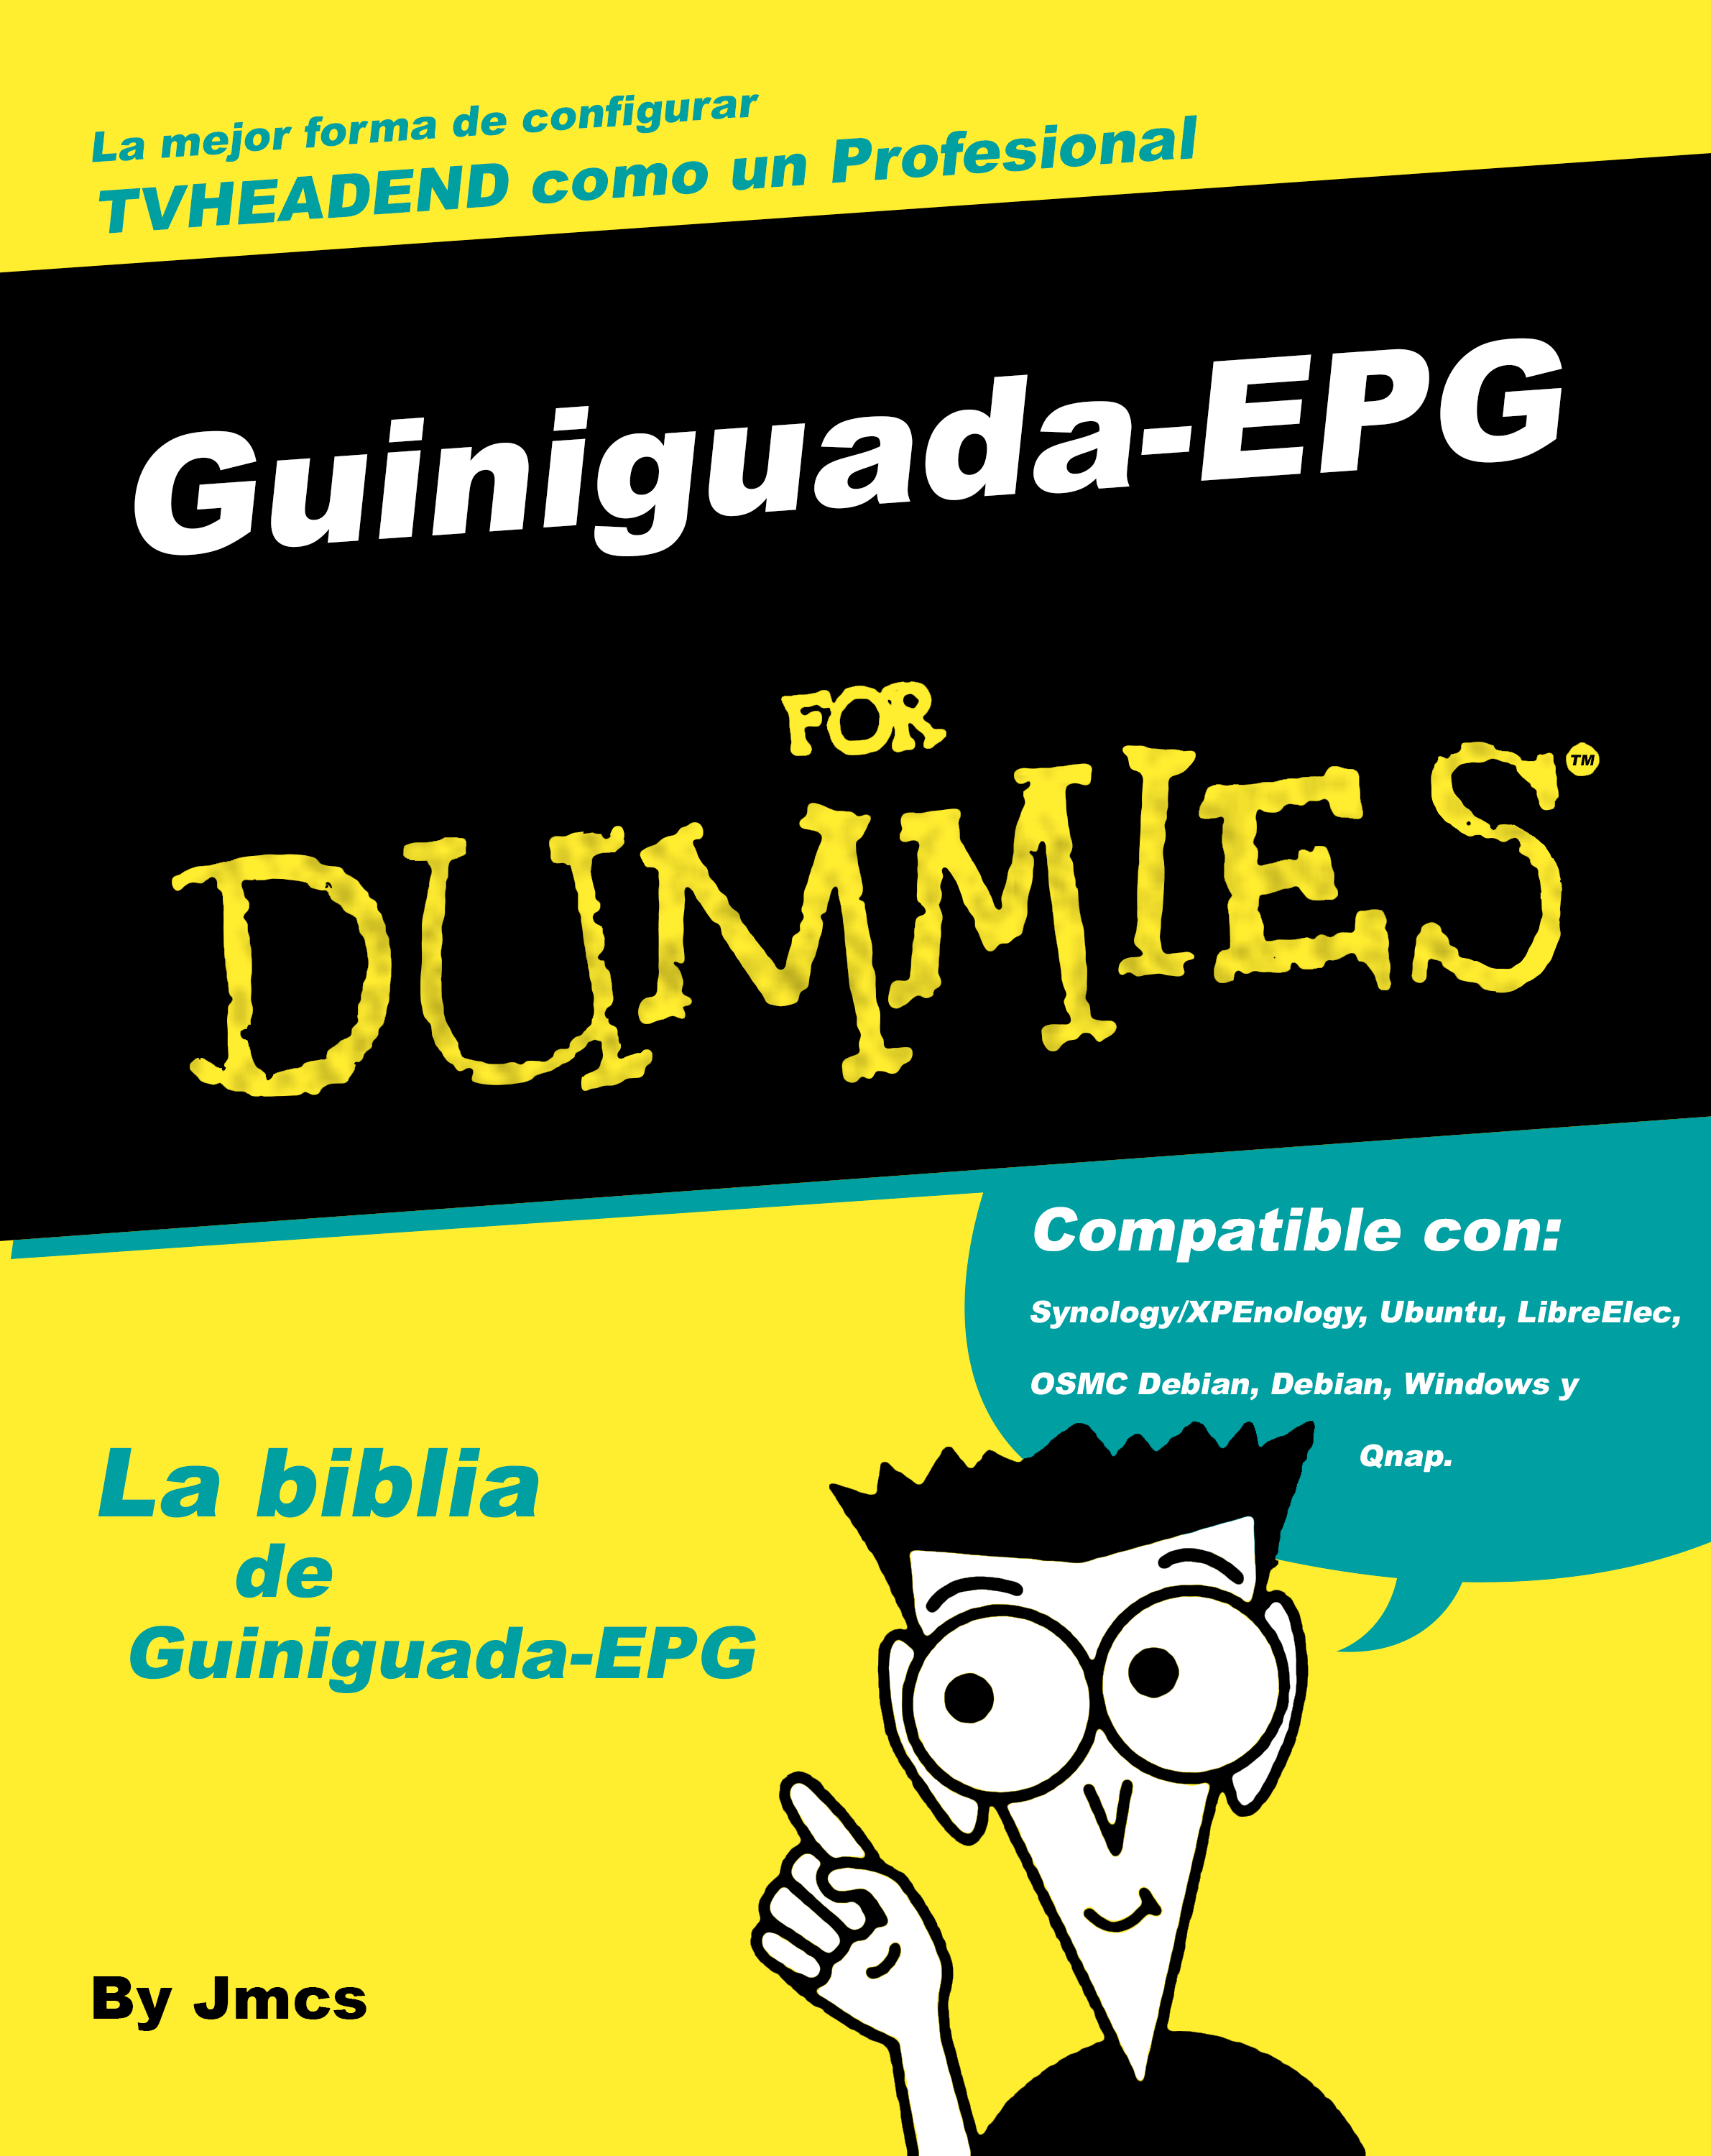 La mejor forma de configurar
TVHEADEND como un Profesional
Guiniguada-EPG
FOR
DUMMIES™
Compatible con:
Synology/XPEnology, Ubuntu, LibreElec,
OSMC Debian, Debian, Windows y
Qnap.
La biblia
de
Guiniguada-EPG
By Jmcs